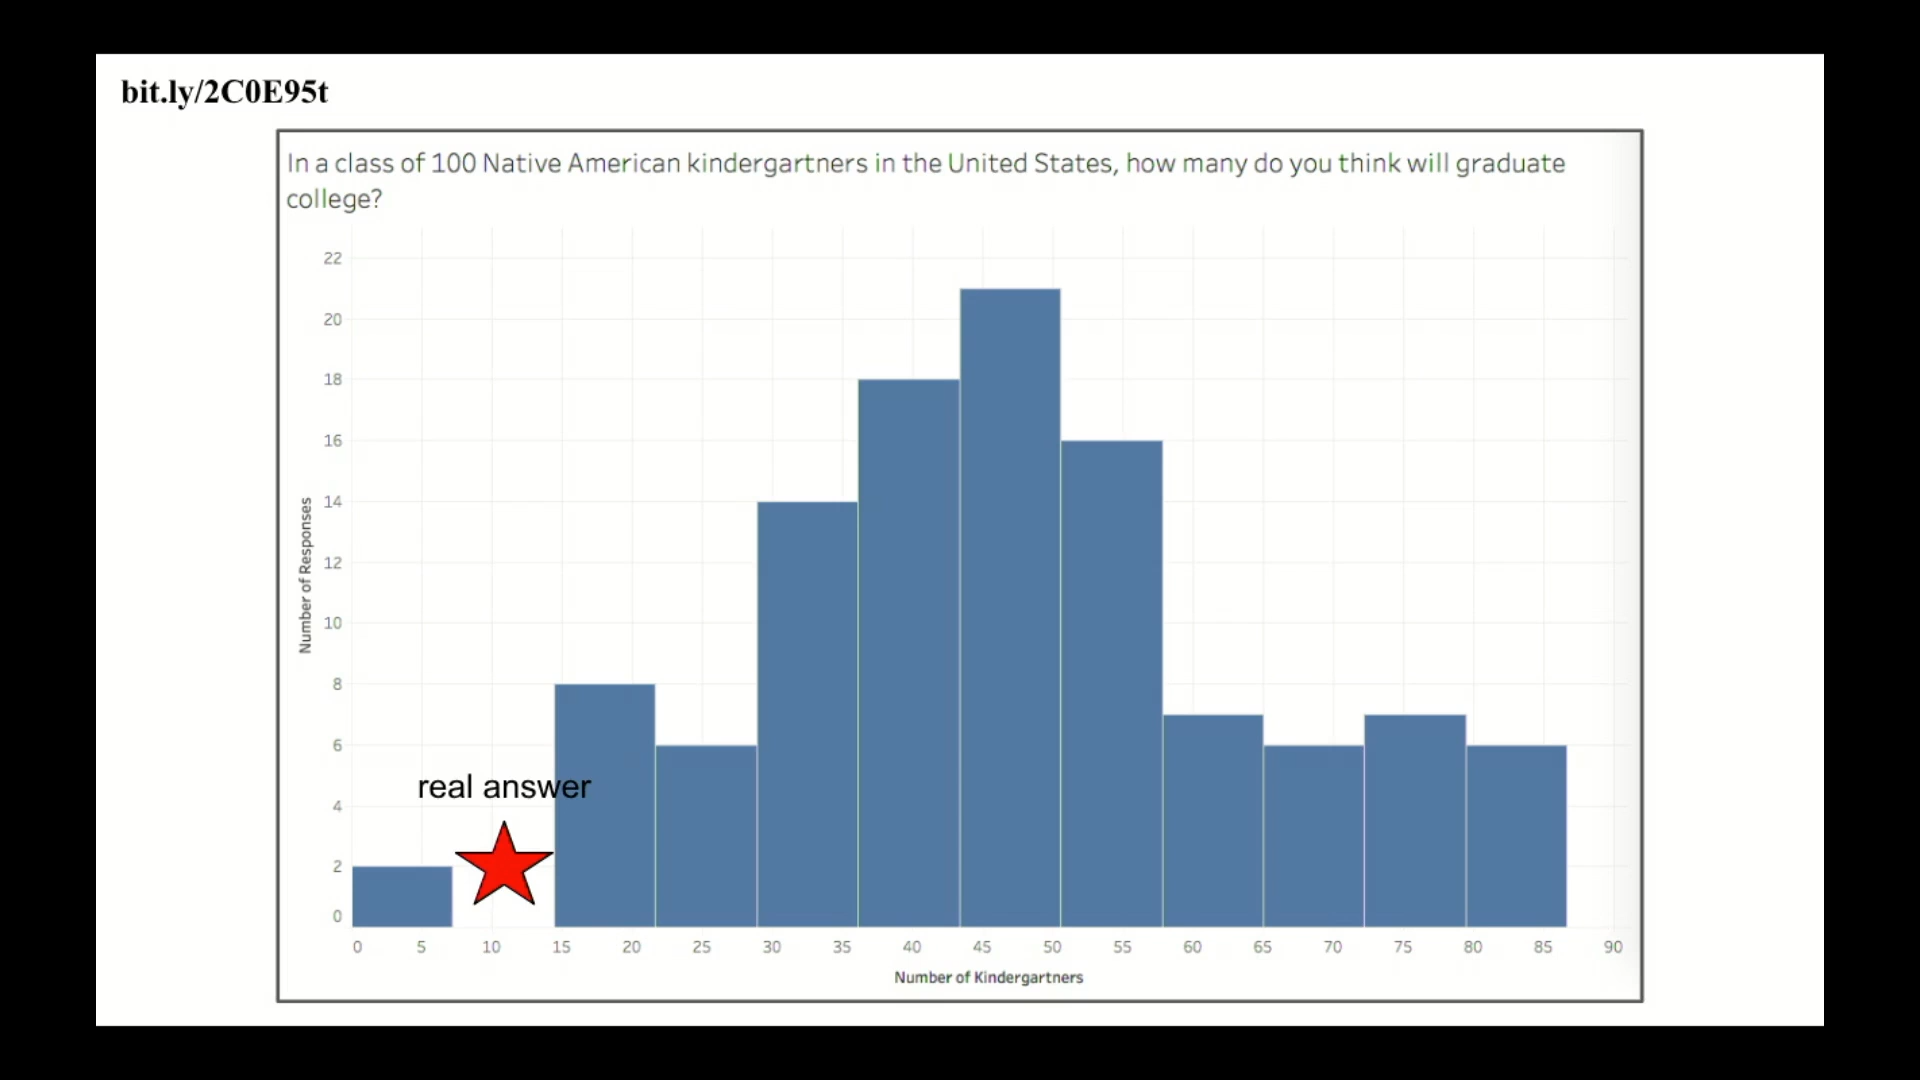 bit.ly/2C0E95t
In a class of 100 Native American kindergartners in the United States, how many do you think will graduate
college?
22
20
18
16
14
12
10
8
6
4
2
0
Number of Responses
real answer
0 5 10 15 20 25 30 35 40 45 50 55 60 65 70 75 80 85 90
Number of Kindergartners